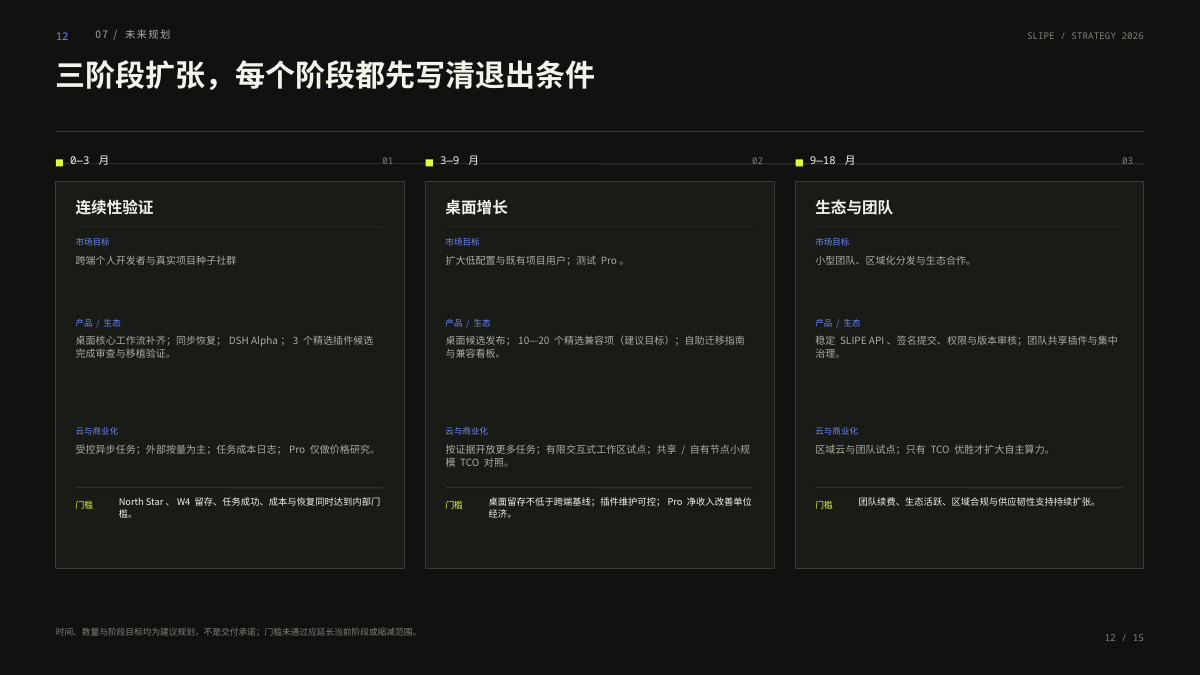 12
07 / 未来规划
SLIPE / STRATEGY 2026
三阶段扩张，每个阶段都先写清退出条件
0—3 月
01
3—9 月
02
9—18 月
03
连续性验证
市场目标
跨端个人开发者与真实项目种子社群
产品 / 生态
桌面核心工作流补齐；同步恢复； DSH Alpha ； 3 个精选插件候选
完成审查与移植验证。
云与商业化
受控异步任务；外部按量为主；任务成本日志； Pro 仅做价格研究。
门槛
North Star 、 W4 留存、任务成功、成本与恢复同时达到内部门
槛。
桌面增长
市场目标
扩大低配置与既有项目用户；测试 Pro 。
产品 / 生态
桌面候选发布； 10—20 个精选兼容项（建议目标）；自助迁移指南
与兼容看板。
云与商业化
按证据开放更多任务；有限交互式工作区试点；共享 / 自有节点小规
模 TCO 对照。
门槛
桌面留存不低于跨端基线；插件维护可控； Pro 净收入改善单位
经济。
生态与团队
市场目标
小型团队、区域化分发与生态合作。
产品 / 生态
稳定 SLIPE API 、签名提交、权限与版本审核；团队共享插件与集中
治理。
云与商业化
区域云与团队试点；只有 TCO 优胜才扩大自主算力。
门槛
团队续费、生态活跃、区域合规与供应韧性支持持续扩张。
时间、数量与阶段目标均为建议规划，不是交付承诺；门槛未通过应延长当前阶段或缩减范围。
12 / 15